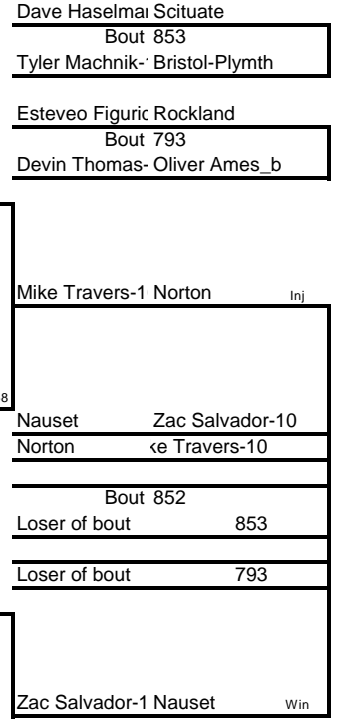 Dave Haselmai Scituate
Bout 853
Tyler Machnik- Bristol-Plymth
Esteveo Figuric Rockland
Bout 793
Devin Thomas- Oliver Ames_b
Mike Travers-1 Norton Inj
8
Nauset Zac Salvador-10
Norton ke Travers-10
Bout 852
Loser of bout 853
Loser of bout 793
Zac Salvador-1 Nauset Win